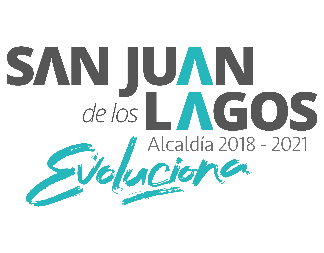 SAN JUAN
de los LAGOS
Alcaldía 2018 - 2021
Evoluciona